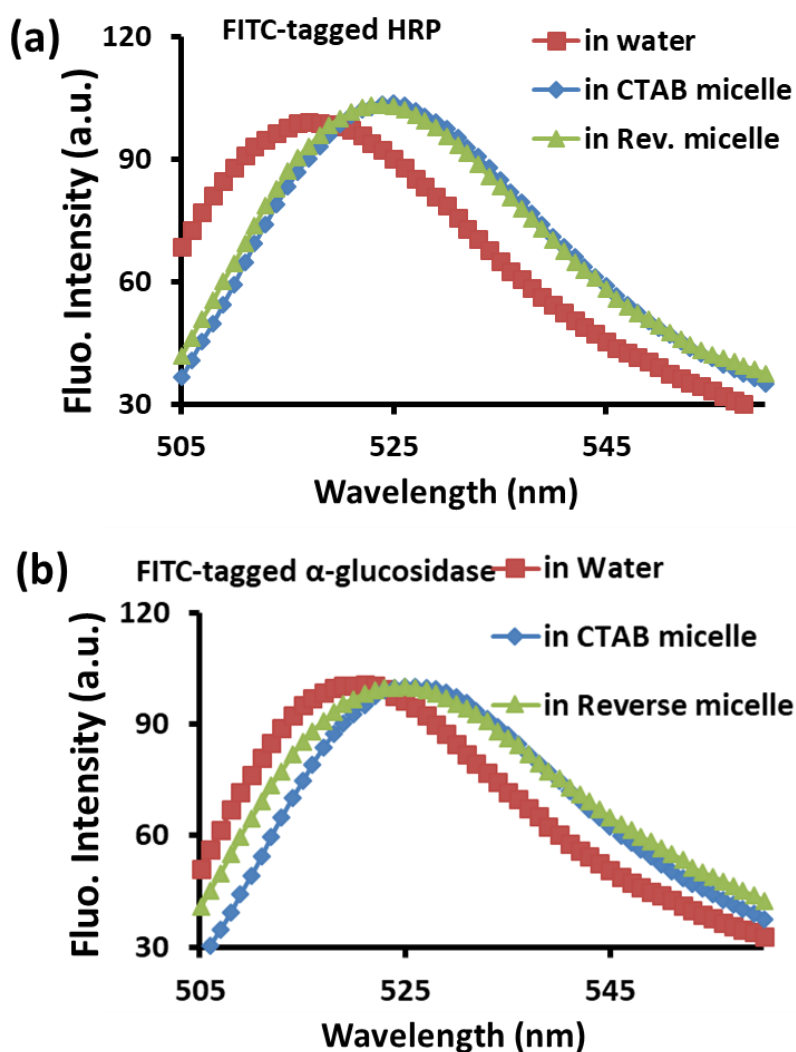 (a)
FITC-tagged HRP
in water
in CTAB micelle
in Rev. micelle
Fluo. Intensity (a.u.)
120
90
60
30
505 525 545
Wavelength (nm)
(b)
FITC-tagged α-glucosidase
in Water
in CTAB micelle
in Reverse micelle
Fluo. Intensity (a.u.)
120
90
60
30
505 525 545
Wavelength (nm)